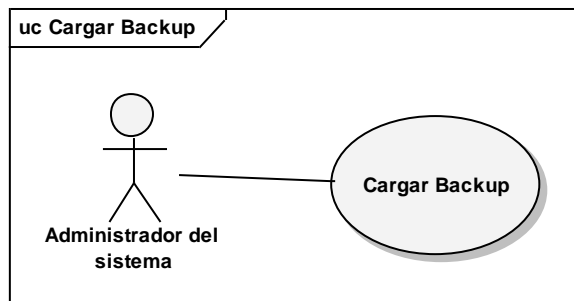 uc Cargar Backup
Administrador del
sistema
Cargar Backup